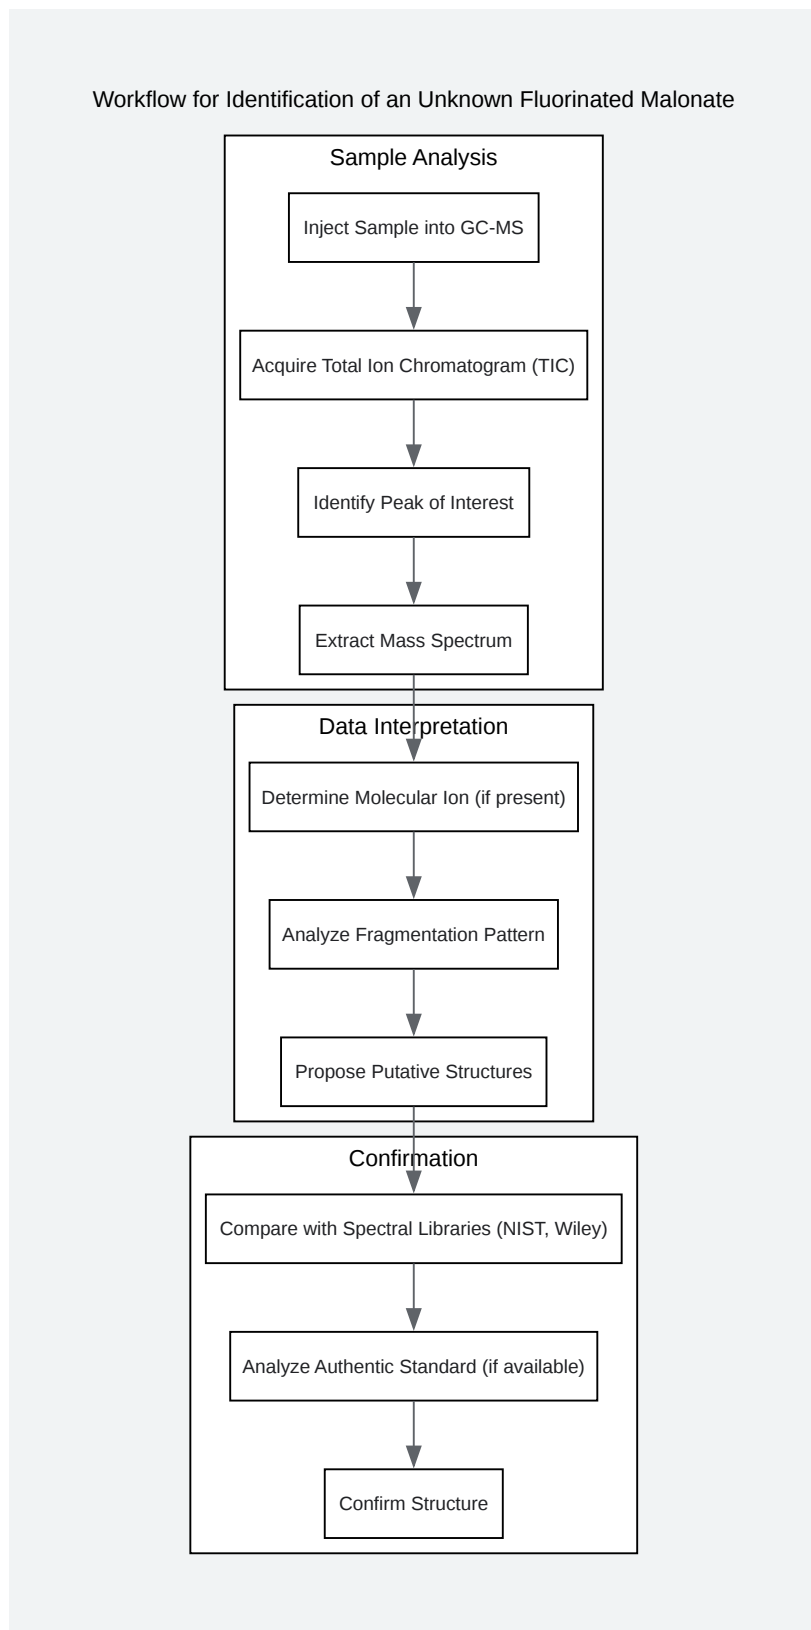 Workflow for Identification of an Unknown Fluorinated Malonate
Sample Analysis
Inject Sample into GC-MS
Acquire Total Ion Chromatogram (TIC)
Identify Peak of Interest
Extract Mass Spectrum
Data Interpretation
Determine Molecular Ion (if present)
Analyze Fragmentation Pattern
Propose Putative Structures
Confirmation
Compare with Spectral Libraries (NIST, Wiley)
Analyze Authentic Standard (if available)
Confirm Structure